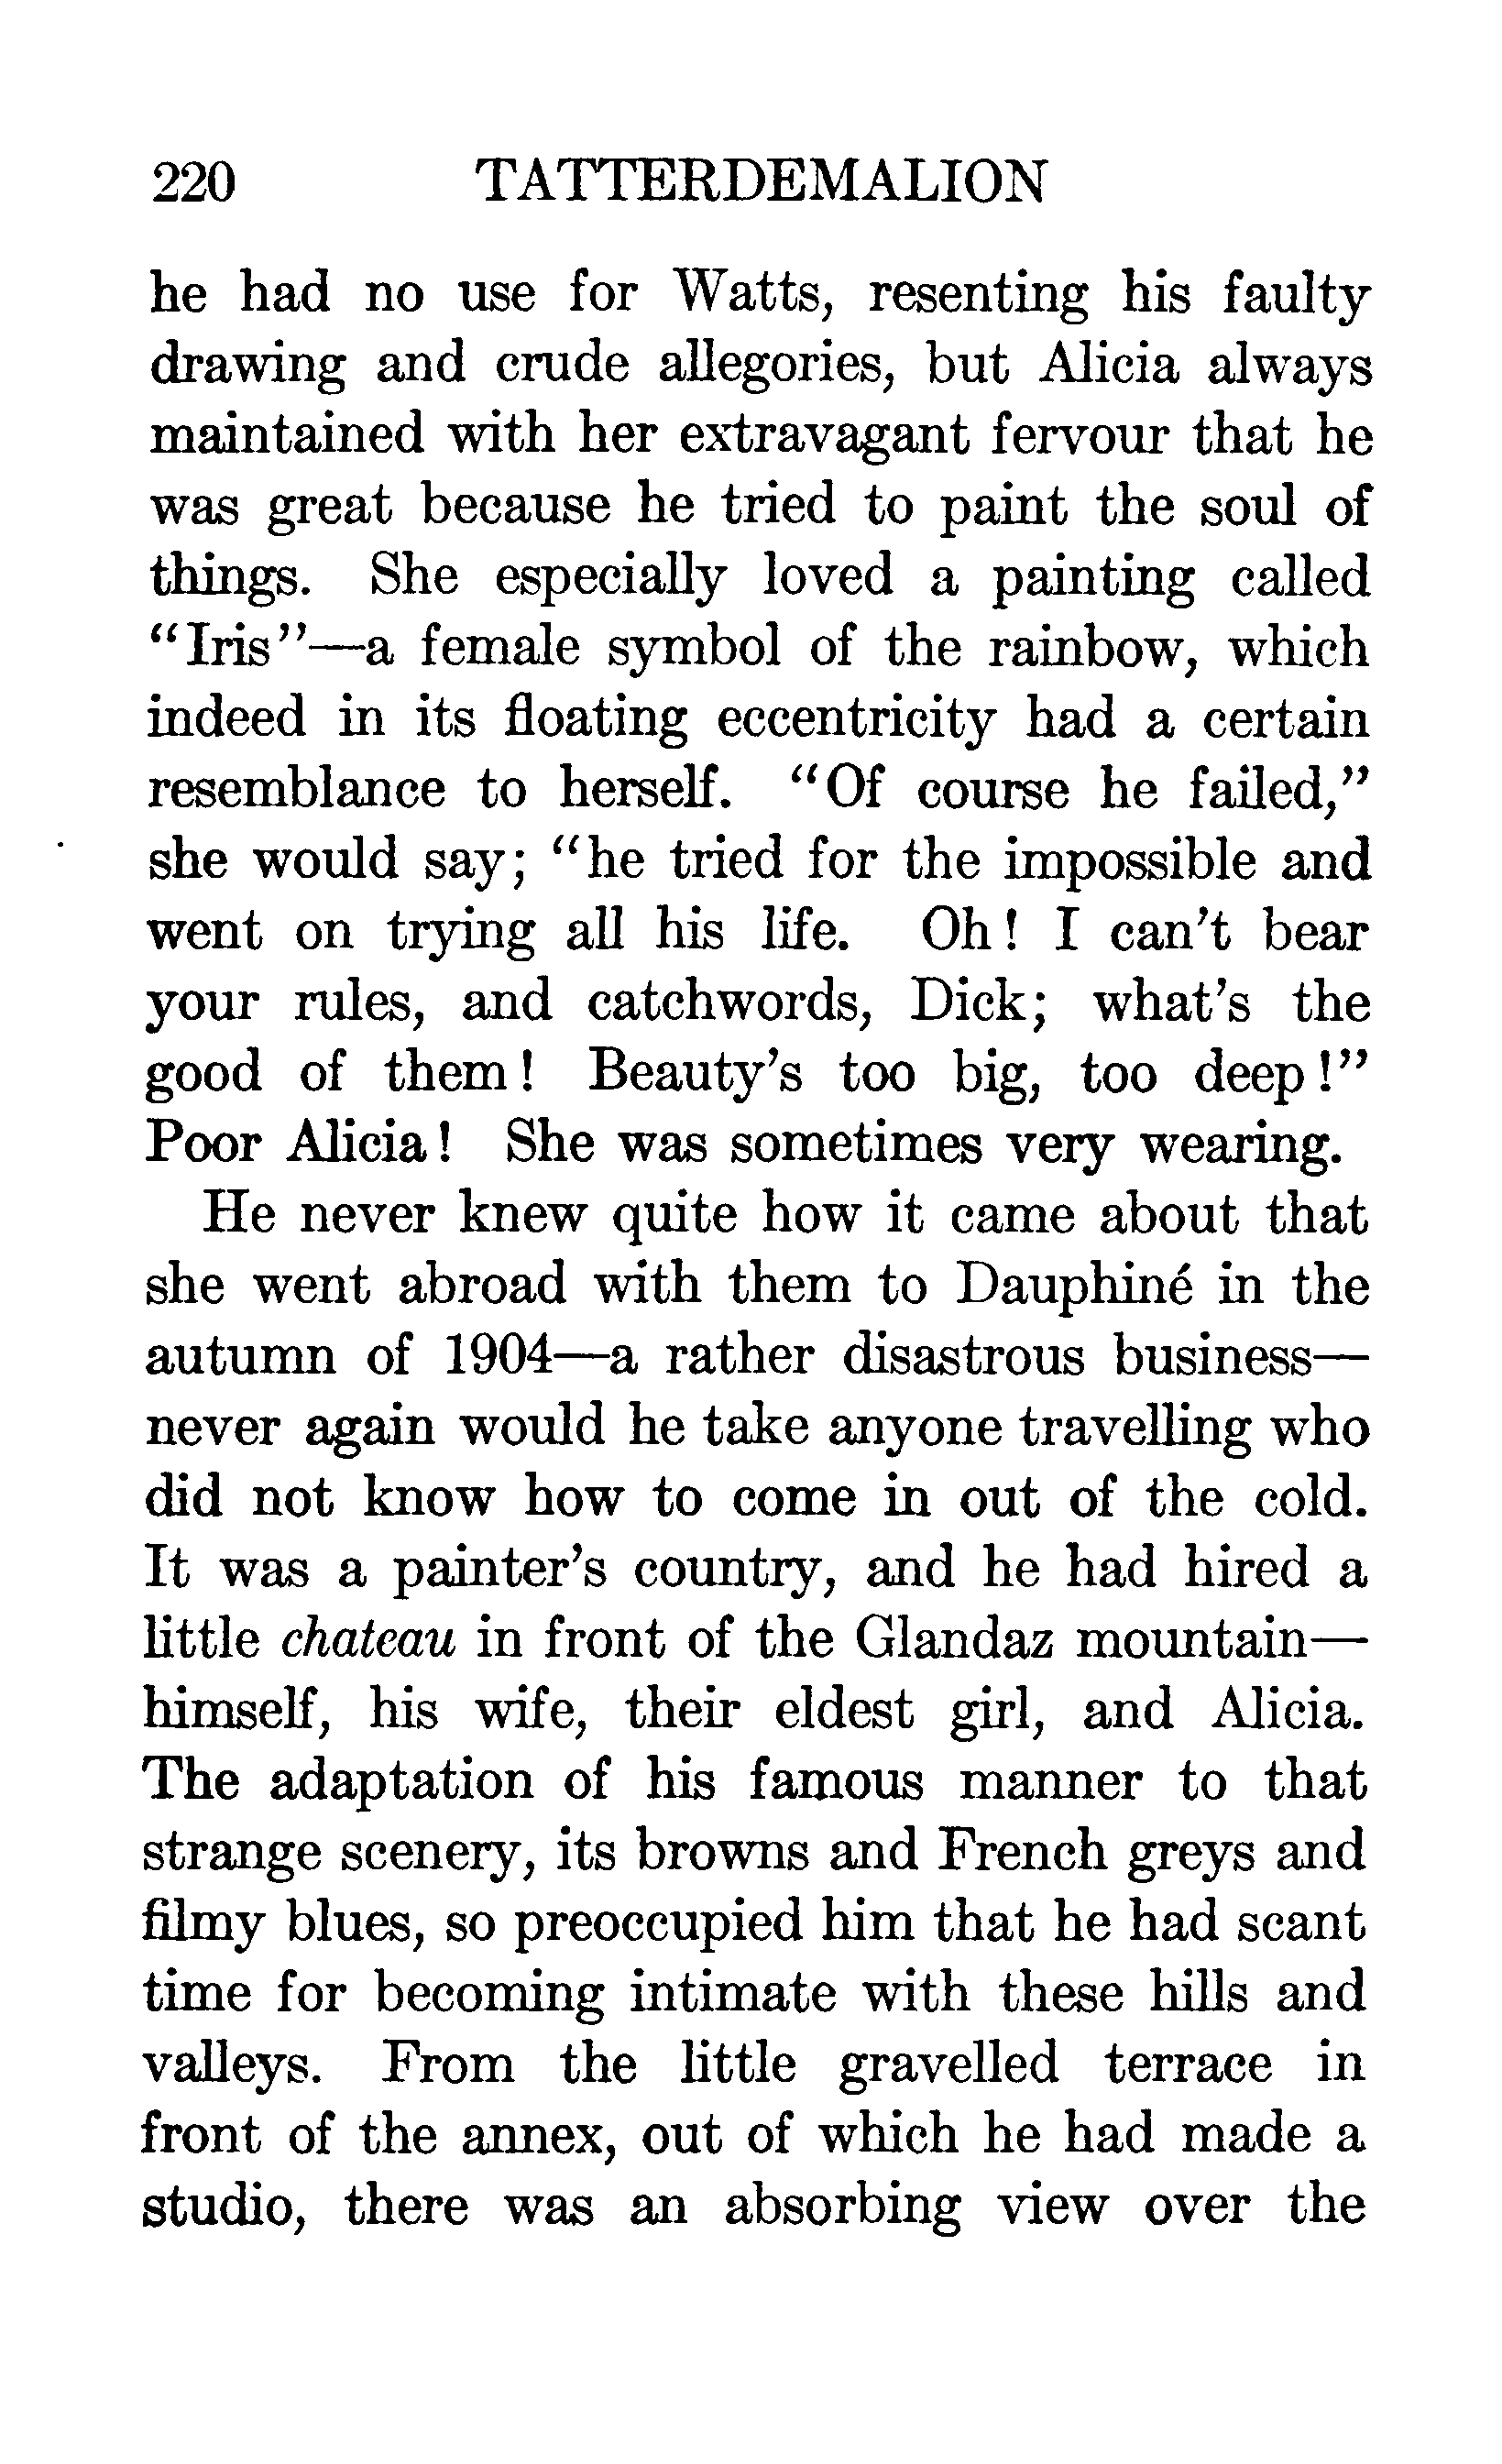 220 TATTERDEMALION
he had no use for Watts, resenting his faulty
drawing and crude allegories, but Alicia always
maintained with her extravagant fervour that he
was great because he tried to paint the soul of
things. She especially loved a painting called
"Iris"—a female symbol of the rainbow, which
indeed in its floating eccentricity had a certain
resemblance to herself. "Of course he failed,"
she would say; "he tried for the impossible and
went on trying all his life. Oh! I can't bear
your rules, and catchwords, Dick; what's the
good of them! Beauty's too big, too deep!"
Poor Alicia! She was sometimes very wearing.
He never knew quite how it came about that
she went abroad with them to Dauphiné in the
autumn of 1904—a rather disastrous business—
never again would he take anyone travelling who
did not know how to come in out of the cold.
It was a painter's country, and he had hired a
little chateau in front of the Glandaz mountain—
himself, his wife, their eldest girl, and Alicia.
The adaptation of his famous manner to that
strange scenery, its browns and French greys and
filmy blues, so preoccupied him that he had scant
time for becoming intimate with these hills and
valleys. From the little gravelled terrace in
front of the annex, out of which he had made a
studio, there was an absorbing view over the